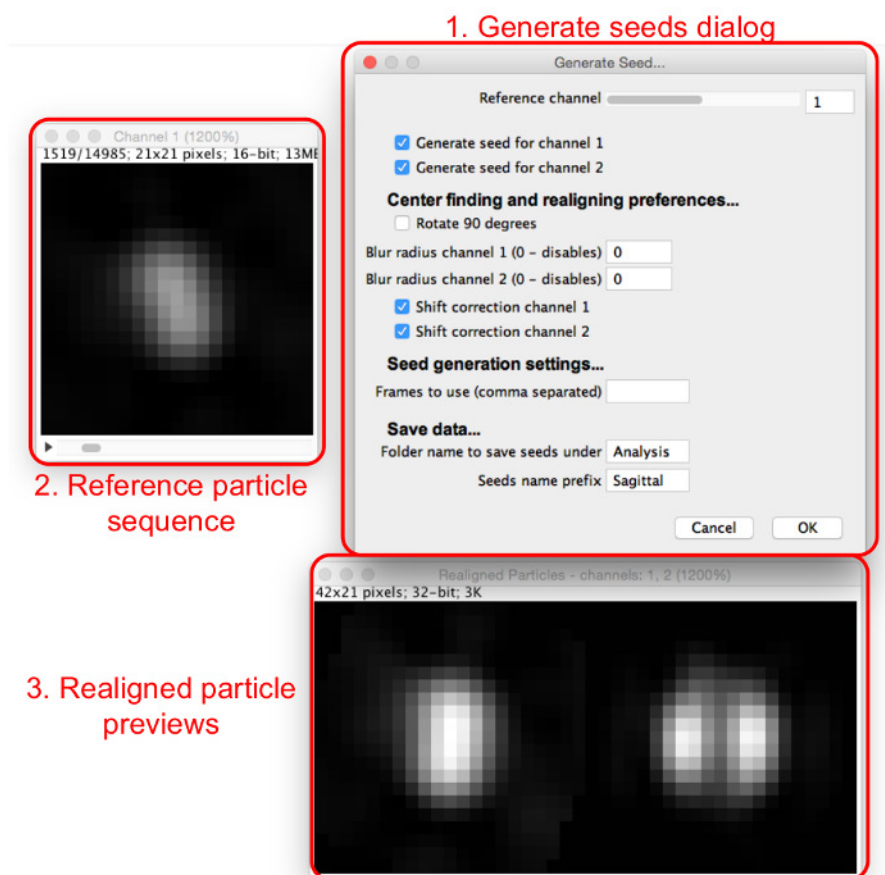 1. Generate seeds dialog
Generate Seed...
Reference channel 1
Generate seed for channel 1
Generate seed for channel 2
Center finding and realigning preferences...
Rotate 90 degrees
Blur radius channel 1 (0 – disables) 0
Blur radius channel 2 (0 – disables) 0
Shift correction channel 1
Shift correction channel 2
Seed generation settings...
Frames to use (comma separated)
Save data...
Folder name to save seeds under Analysis
Seeds name prefix Sagittal
Cancel OK
Channel 1 (1200%)
1519/14985; 21x21 pixels; 16-bit; 13ME
2. Reference particle
sequence
Realigned Particles - channels: 1, 2 (1200%)
42x21 pixels; 32-bit; 3K
3. Realigned particle
previews